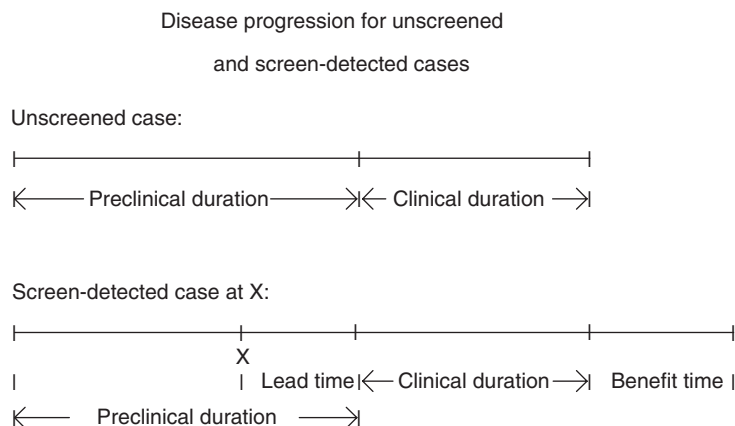 Disease progression for unscreened
and screen-detected cases
Unscreened case:
Preclinical duration Clinical duration
Screen-detected case at X:
X
Lead time Clinical duration Benefit time
Preclinical duration